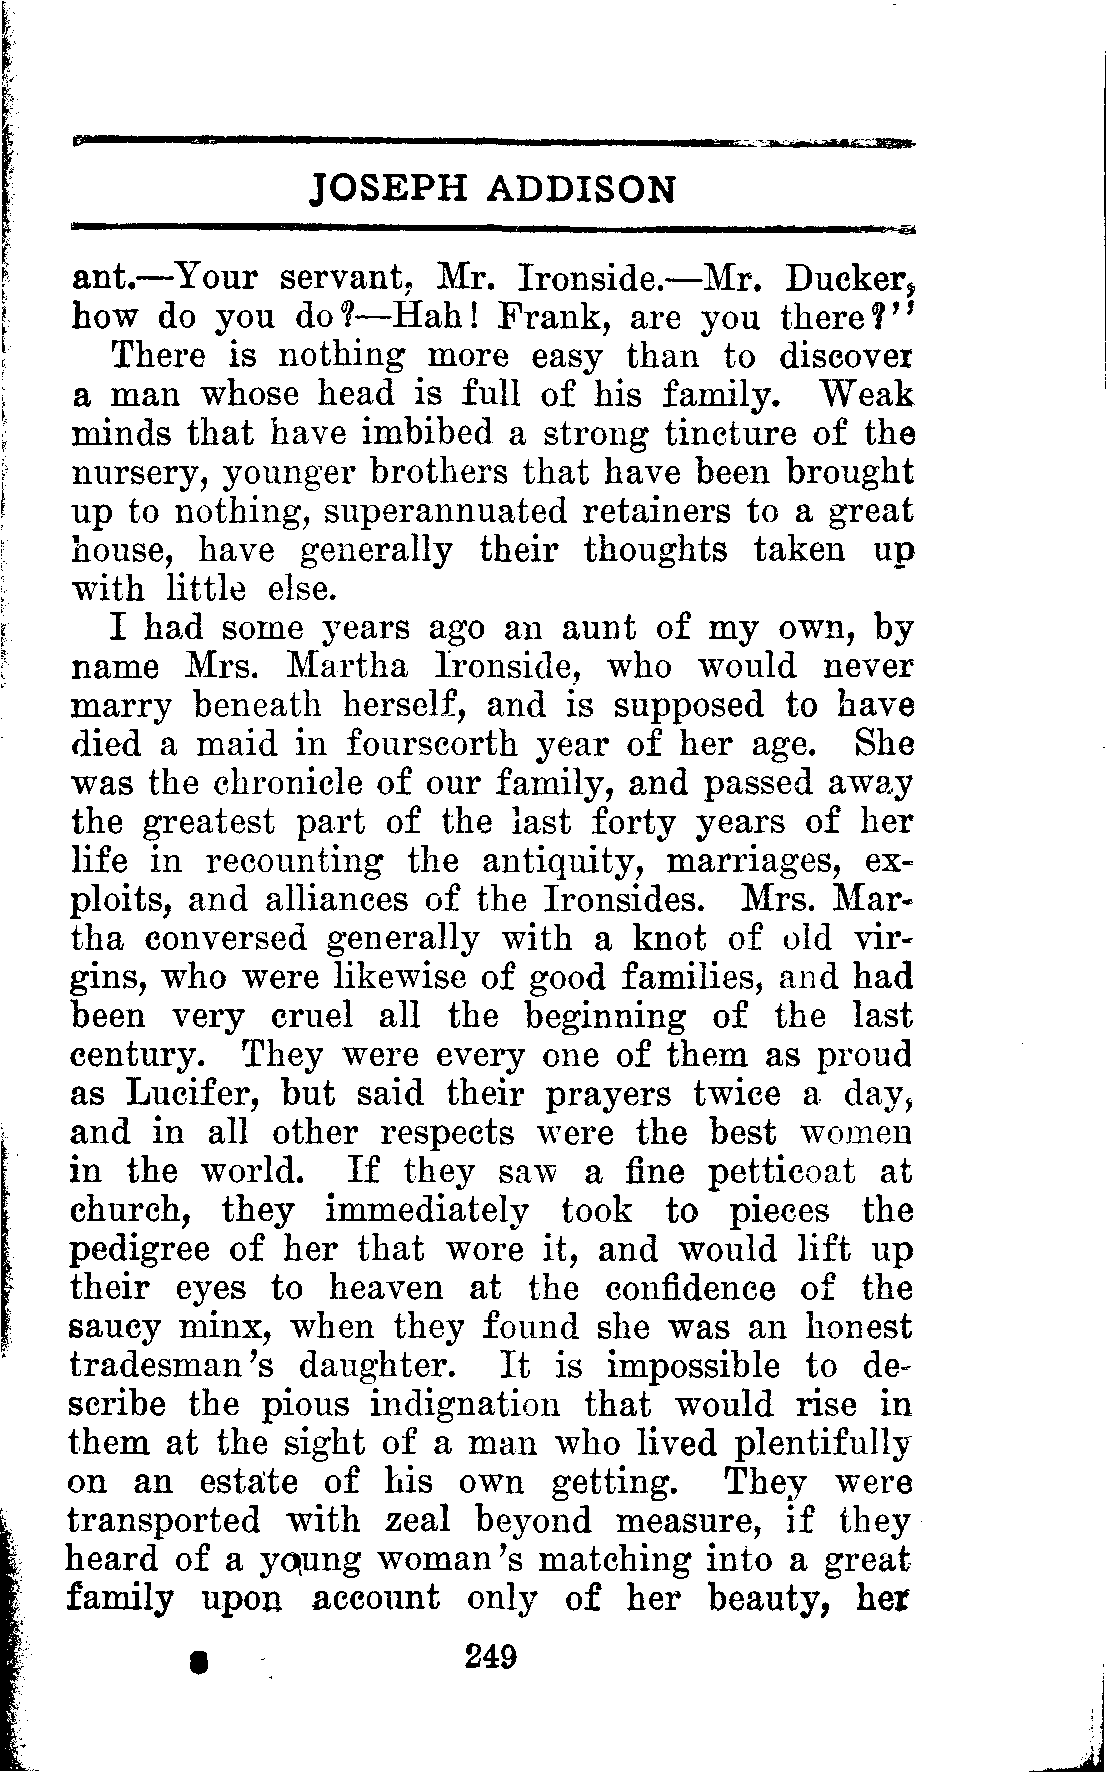 JOSEPH ADDISON
ant.—Your servant, Mr. Ironside.—Mr. Ducker,
how do you do?—Hah! Frank, are you there?"
There is nothing more easy than to discover
a man whose head is full of his family. Weak
minds that have imbibed a strong tincture of the
nursery, younger brothers that have been brought
up to nothing, superannuated retainers to a great
house, have generally their thoughts taken up
with little else.
I had some years ago an aunt of my own, by
name Mrs. Martha Ironside, who would never
marry beneath herself, and is supposed to have
died a maid in fourscorth year of her age. She
was the chronicle of our family, and passed away
the greatest part of the last forty years of her
life in recounting the antiquity, marriages, ex-
ploits, and alliances of the Ironsides. Mrs. Mar-
tha conversed generally with a knot of old vir-
gins, who were likewise of good families, and had
been very cruel all the beginning of the last
century. They were every one of them as proud
as Lucifer, but said their prayers twice a day,
and in all other respects were the best women
in the world. If they saw a fine petticoat at
church, they immediately took to pieces the
pedigree of her that wore it, and would lift up
their eyes to heaven at the confidence of the
saucy minx, when they found she was an honest
tradesman's daughter. It is impossible to de-
scribe the pious indignation that would rise in
them at the sight of a man who lived plentifully
on an estate of his own getting. They were
transported with zeal beyond measure, if they
heard of a young woman's matching into a great
family upon account only of her beauty, her
249